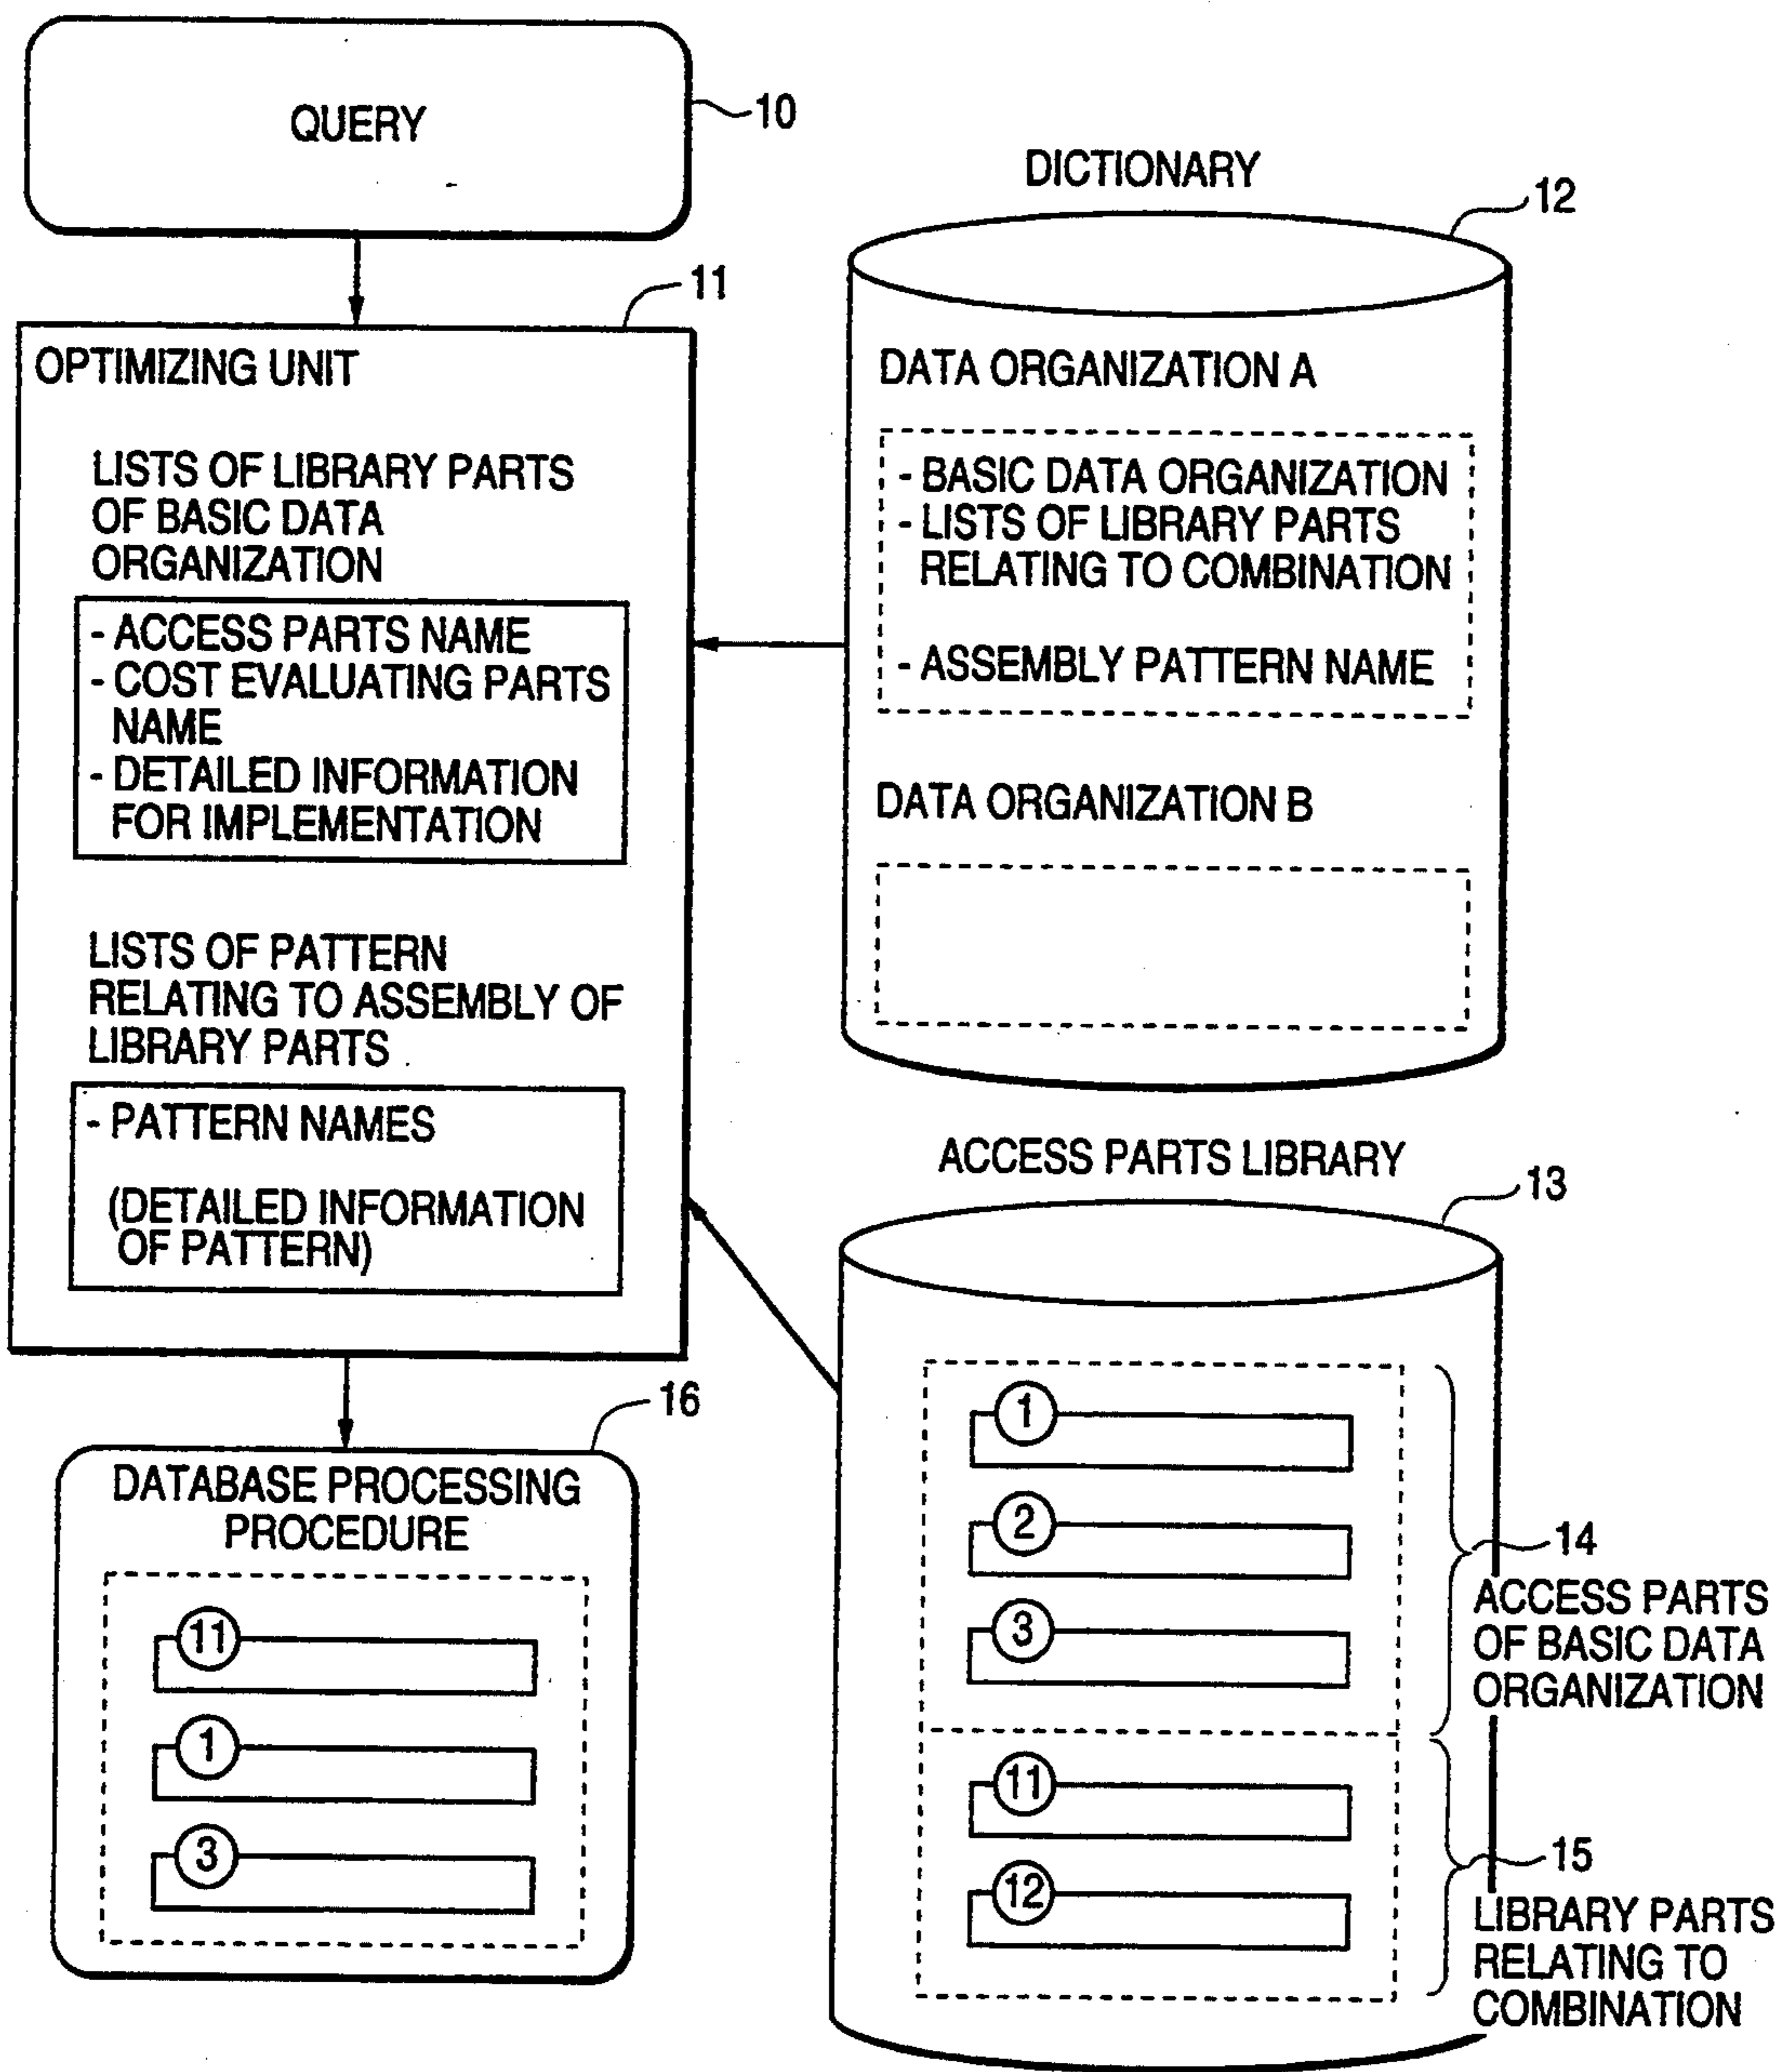 QUERY
10
11
OPTIMIZING UNIT
LISTS OF LIBRARY PARTS
OF BASIC DATA
ORGANIZATION
- ACCESS PARTS NAME
- COST EVALUATING PARTS
NAME
- DETAILED INFORMATION
FOR IMPLEMENTATION
LISTS OF PATTERN
RELATING TO ASSEMBLY OF
LIBRARY PARTS
- PATTERN NAMES
(DETAILED INFORMATION
OF PATTERN)
DICTIONARY
12
DATA ORGANIZATION A
- BASIC DATA ORGANIZATION
- LISTS OF LIBRARY PARTS
RELATING TO COMBINATION
- ASSEMBLY PATTERN NAME
DATA ORGANIZATION B
ACCESS PARTS LIBRARY
13
1
2
3
14
ACCESS PARTS
OF BASIC DATA
ORGANIZATION
11
12
15
LIBRARY PARTS
RELATING TO
COMBINATION
16
DATABASE PROCESSING
PROCEDURE
11
1
3